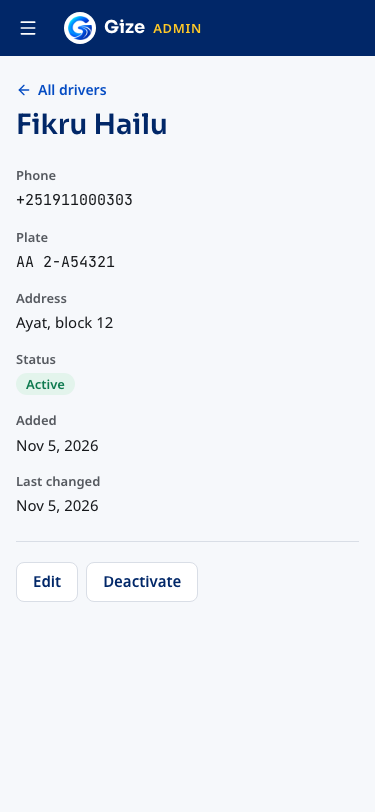 Gize ADMIN
All drivers
Fikru Hailu
Phone
+251911000303
Plate
AA 2-A54321
Address
Ayat, block 12
Status
Active
Added
Nov 5, 2026
Last changed
Nov 5, 2026
Edit Deactivate